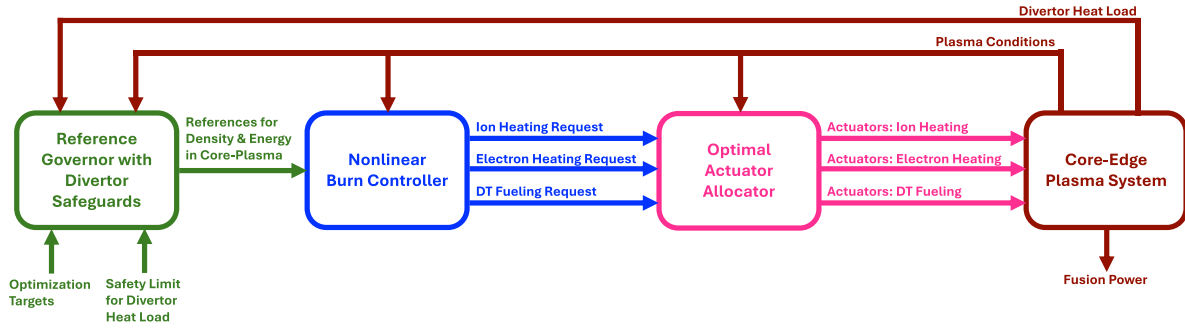 Divertor Heat Load
Plasma Conditions
Reference
Governor with
Divertor
Safeguards
References for
Density & Energy
in Core-Plasma
Nonlinear
Burn Controller
Ion Heating Request
Electron Heating Request
DT Fueling Request
Optimal
Actuator
Allocator
Actuators: Ion Heating
Actuators: Electron Heating
Actuators: DT Fueling
Core-Edge
Plasma System
Optimization
Targets
Safety Limit
for Divertor
Heat Load
Fusion Power